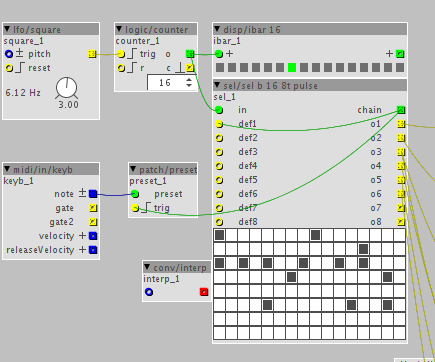 ▼lfo/square
square_1
± pitch
reset
6.12 Hz
3.00
▼logic/counter
counter_1
trig o
r c
16
▼disp/ibar 16
ibar_1
+ +
▼sel/sel b 16 8t pulse
sel_1
in chain
def1 o1
def2 o2
def3 o3
def4 o4
def5 o5
def6 o6
def7 o7
def8 o8
▼midi/in/keyb
keyb_1
note ±
gate
gate2
velocity +
releaseVelocity +
▼patch/preset
preset_1
preset
trig
▼conv/interp
interp_1